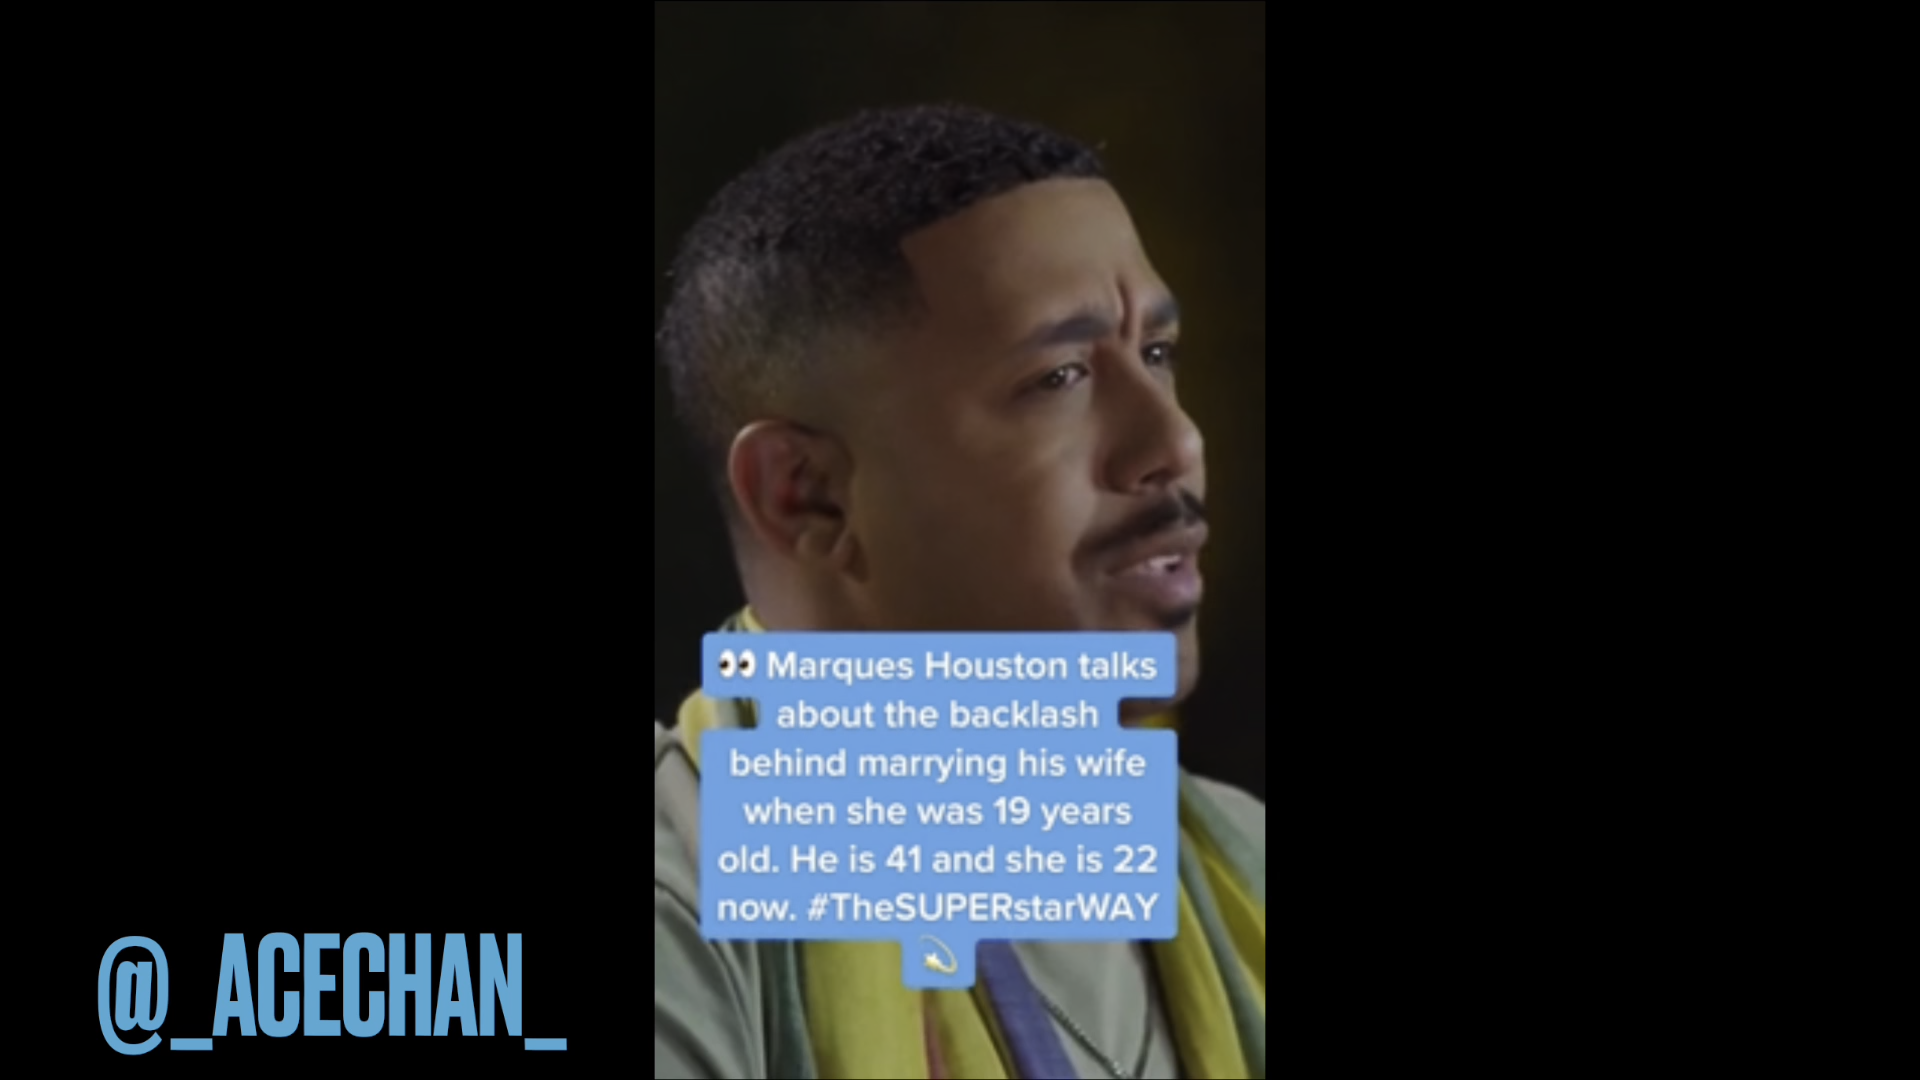 👀 Marques Houston talks
about the backlash
behind marrying his wife
when she was 19 years
old. He is 41 and she is 22
now. #TheSUPERstarWAY
💫
@_ACECHAN_